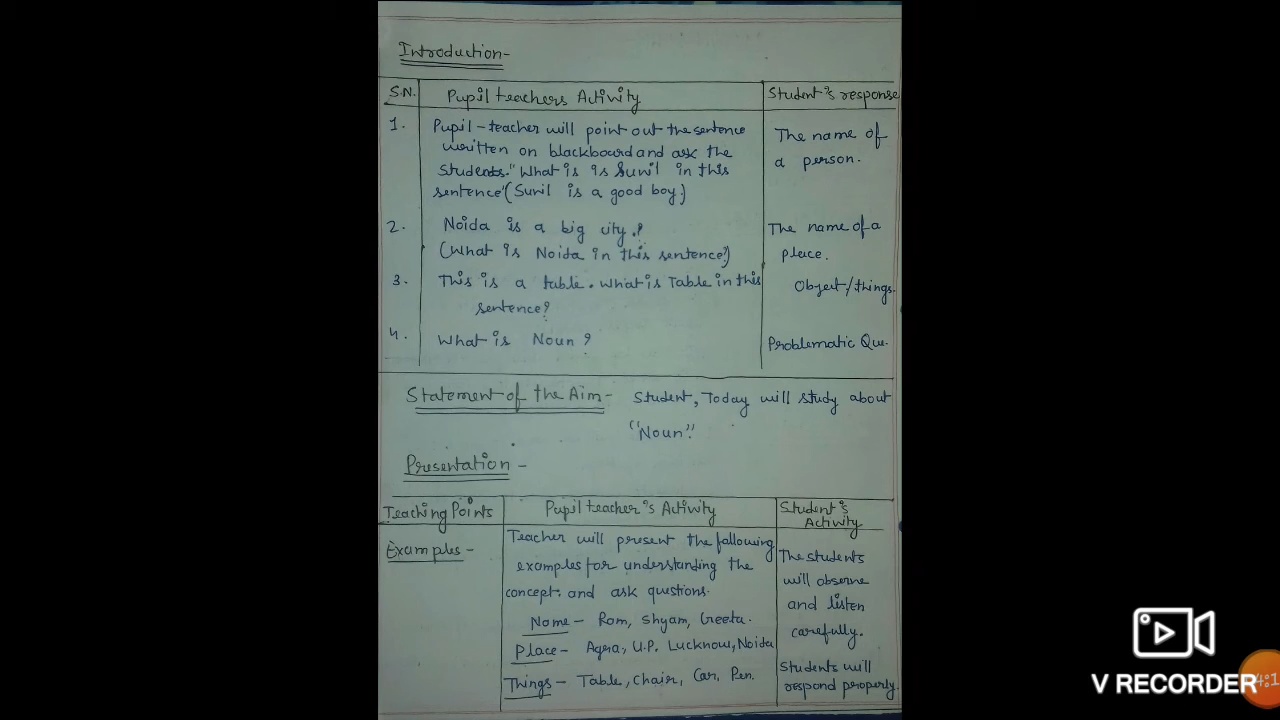 Introduction-
S.N. Pupil teachers Activity Student's response
1. Pupil-teacher will point out the sentence The name of
written on blackboard and ask the a person.
students." What is is Sunil in this
sentence"(Sunil is a good boy.)
2. Noida is a big city.? The name of a
(What is Noida in this sentence?) place.
3. This is a table. What is Table in this Object/things.
sentence?
4. What is Noun? Problematic Que.
Statement of the Aim- Student, Today will study about
"Noun".
Presentation-
Teaching Points Pupil teacher's Activity Student's
Activity
Examples- Teacher will present the following The students
examples for understanding the will observe
concept. and ask qustions. and listen
Name- Ram, Shyam, Geeta. carefully.
Place- Agra, U.P. Lucknow, Noida Students will
Things- Table, Chair, Car, Pen. respond properly.
V RECORDER